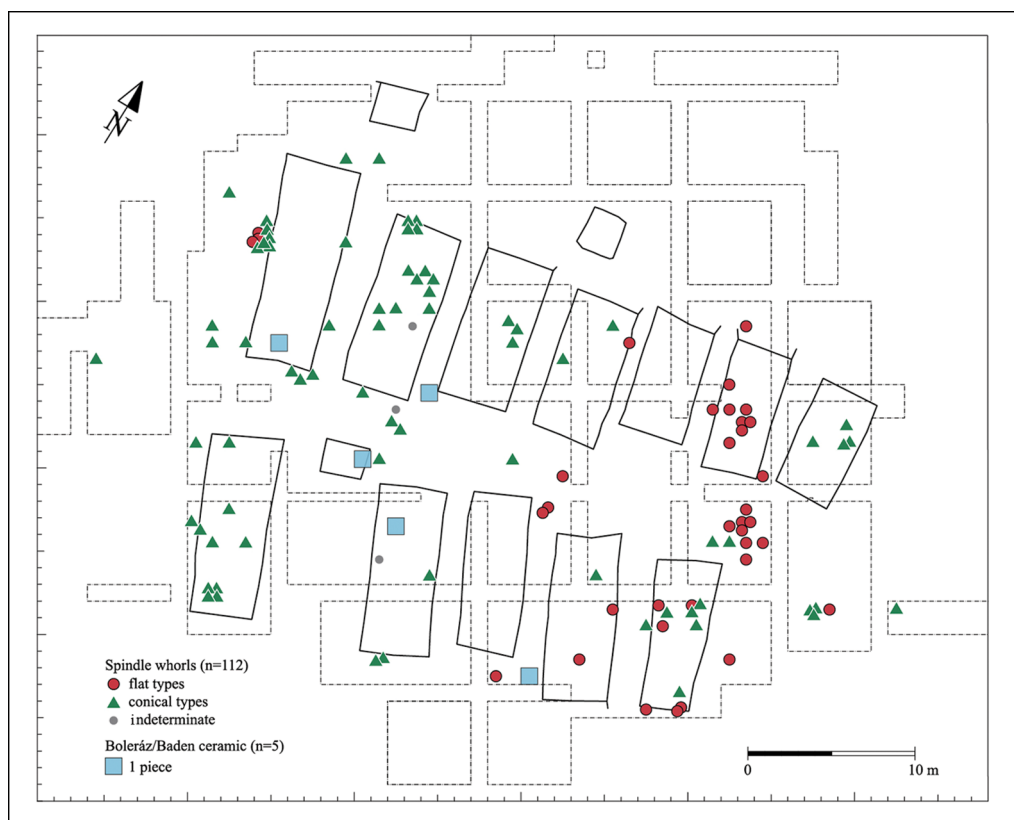 N
Spindle whorls (n=112)
flat types
conical types
indeterminate
Boleráz/Baden ceramic (n=5)
1 piece
0 10 m